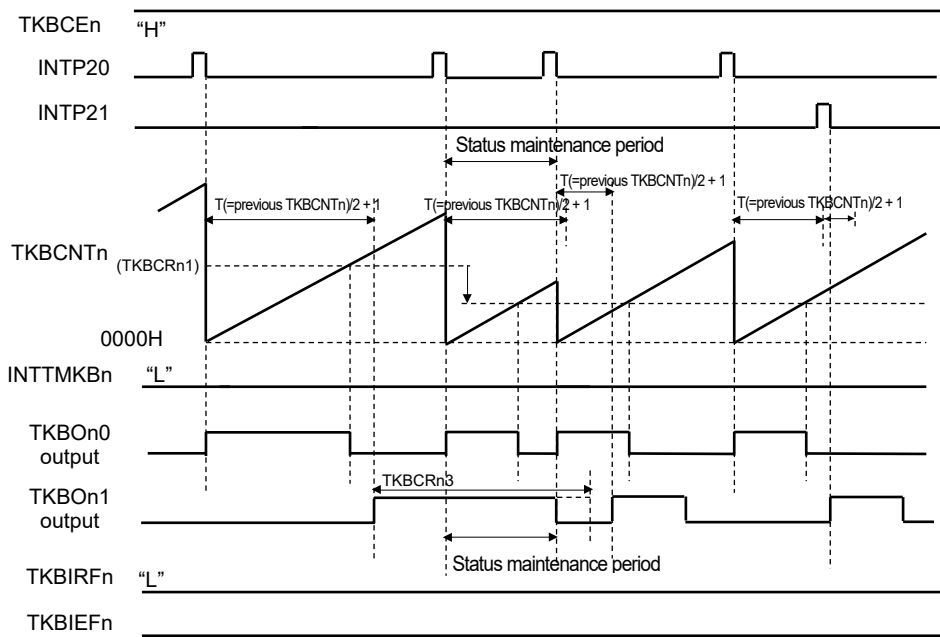 TKBCEn
“H”
INTP20
INTP21
Status maintenance period
T(=previous TKBCNTn)/2 + 1
T(=previous TKBCNTn)/2 + 1
T(=previous TKBCNTn)/2 + 1
T(=previous TKBCNTn)/2 + 1
TKBCNTn
(TKBCRn1)
0000H
INTTMKBn
“L”
TKBOn0
output
TKBCRn3
TKBOn1
output
Status maintenance period
TKBIRFn
“L”
TKBIEFn